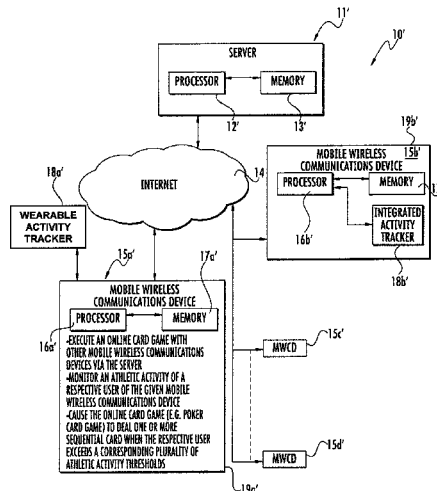 11'
10'
SERVER
PROCESSOR
MEMORY
12'
13'
19b'
15b'
MOBILE WIRELESS
COMMUNICATIONS DEVICE
PROCESSOR
MEMORY
16b'
INTEGRATED
ACTIVITY
TRACKER
18b'
14
INTERNET
18a'
WEARABLE
ACTIVITY TRACKER
15a'
MOBILE WIRELESS
COMMUNICATIONS DEVICE
17a'
PROCESSOR
MEMORY
16a'
-EXECUTE AN ONLINE CARD GAME WITH
OTHER MOBILE WIRELESS COMMUNICATIONS
DEVICES VIA THE SERVER
-MONITOR AN ATHLETIC ACTIVITY OF A
RESPECTIVE USER OF THE GIVEN MOBILE
WIRELESS COMMUNICATIONS DEVICE
-CAUSE THE ONLINE CARD GAME (E.G. POKER
CARD GAME) TO DEAL ONE OR MORE
SEQUENTIAL CARD WHEN THE RESPECTIVE USER
EXCEEDS A CORRESPONDING PLURALITY OF
ATHLETIC ACTIVITY THRESHOLDS
19a'
MWCD
15c'
MWCD
15d'